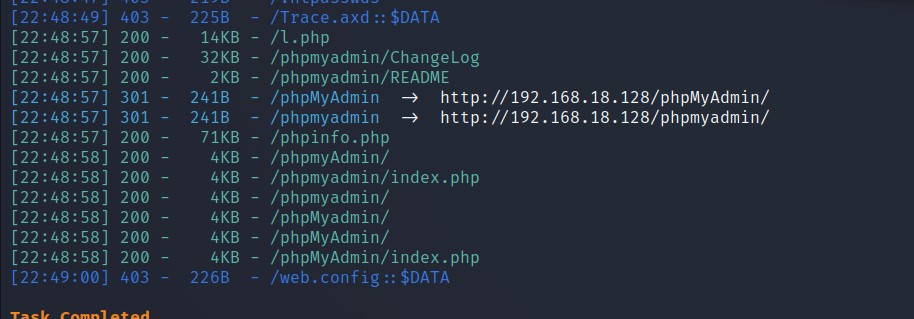 [22:48:49] 403 -   225B  - /Trace.axd::$DATA
[22:48:57] 200 -    14KB - /l.php
[22:48:57] 200 -    32KB - /phpmyadmin/ChangeLog
[22:48:57] 200 -     2KB - /phpmyadmin/README
[22:48:57] 301 -   241B  - /phpMyAdmin  →  http://192.168.18.128/phpMyAdmin/
[22:48:57] 301 -   241B  - /phpmyadmin  →  http://192.168.18.128/phpmyadmin/
[22:48:57] 200 -    71KB - /phpinfo.php
[22:48:58] 200 -     4KB - /phpmyAdmin/
[22:48:58] 200 -     4KB - /phpmyadmin/index.php
[22:48:58] 200 -     4KB - /phpmyadmin/
[22:48:58] 200 -     4KB - /phpMyadmin/
[22:48:58] 200 -     4KB - /phpMyAdmin/
[22:48:58] 200 -     4KB - /phpMyAdmin/index.php
[22:49:00] 403 -   226B  - /web.config::$DATA
Task Completed